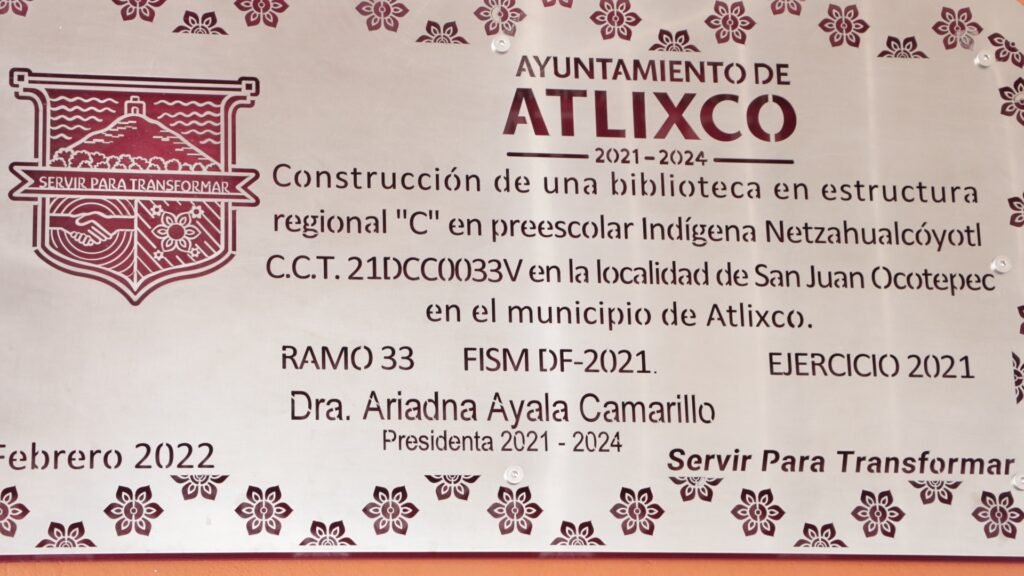 AYUNTAMIENTO DE
ATLIXCO
2021-2024
SERVIR PARA TRANSFORMAR
Construcción de una biblioteca en estructura
regional "C" en preescolar Indígena Netzahualcóyotl
C.C.T. 21DCC0033V en la localidad de San Juan Ocotepec
en el municipio de Atlixco.
RAMO 33 FISM DF-2021. EJERCICIO 2021
Dra. Ariadna Ayala Camarillo
Presidenta 2021 - 2024
Febrero 2022
Servir Para Transformar